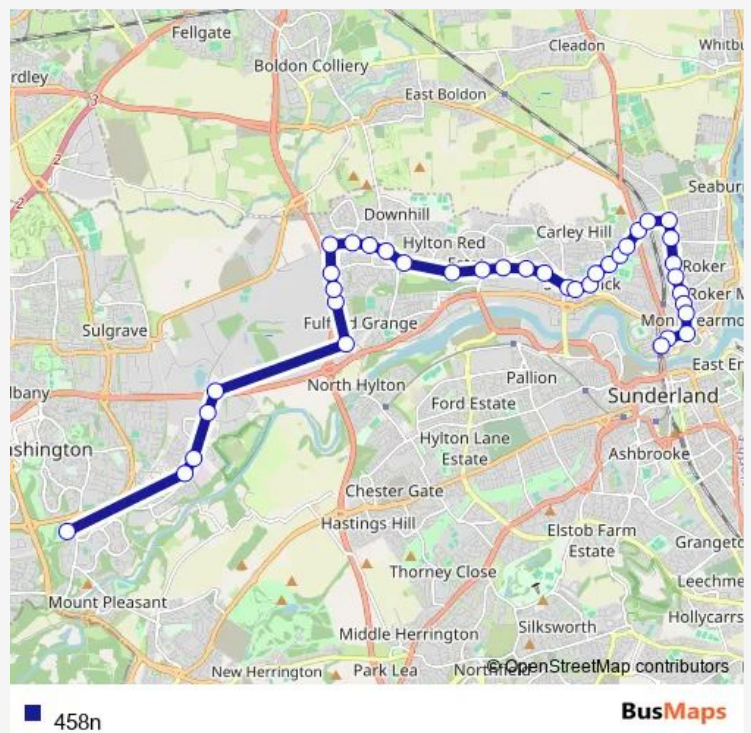 Fellgate
Cleadon
Whitbu
Boldon Colliery
rdley
East Boldon
3
2
2
Seabur
Downhill
Carley Hill
Hylton Red
Roker
ick
Roker M
Fulf d Grange
Mon earmo
Sulgrave
East En
Pallion
North Hylton
lbany
Ford Estate
Sunderland
Hylton Lane
Estate
shington
Ashbrooke
Chester Gate
Hastings Hill
Elstob Farm
Estate
Grangeto
Thorney Close
Leechme
Mount Pleasant
Hollycarrs
Silksworth
Middle Herrington
New Herrington
Park Lea
© OpenStreetMap contributors
458n
BusMaps